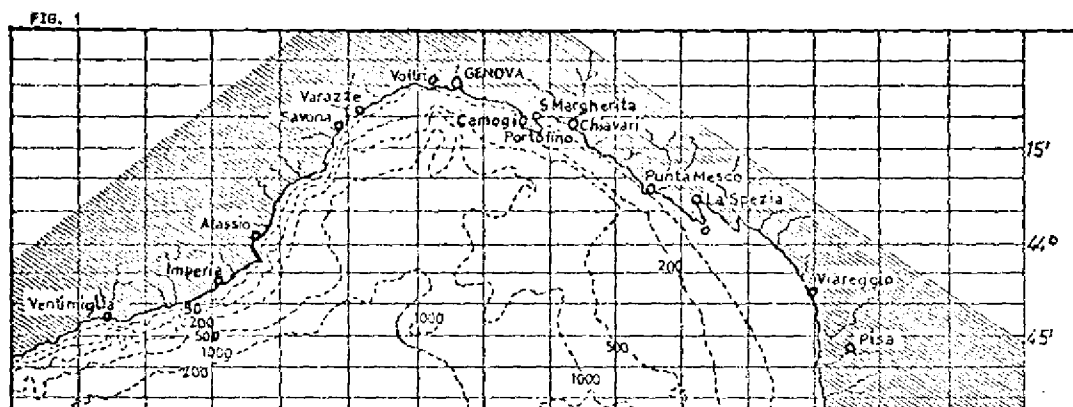 FIG. 1
Voltri
GENOVA
Varazze
Savona
S. Margherita
Camogli
Chiavari
Portofino
15'
Punta Mesco
La Spezia
Alassio
44°
200
Imperia
Viareggio
Ventimiglia
50
200
500
1000
1000
500
Pisa
45'
1000
200